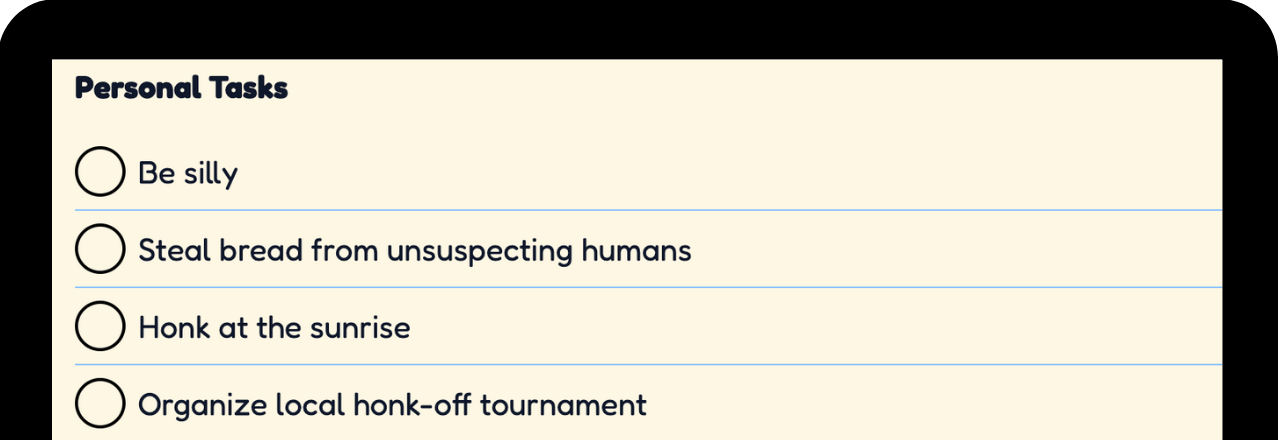 Personal Tasks
Be silly
Steal bread from unsuspecting humans
Honk at the sunrise
Organize local honk-off tournament